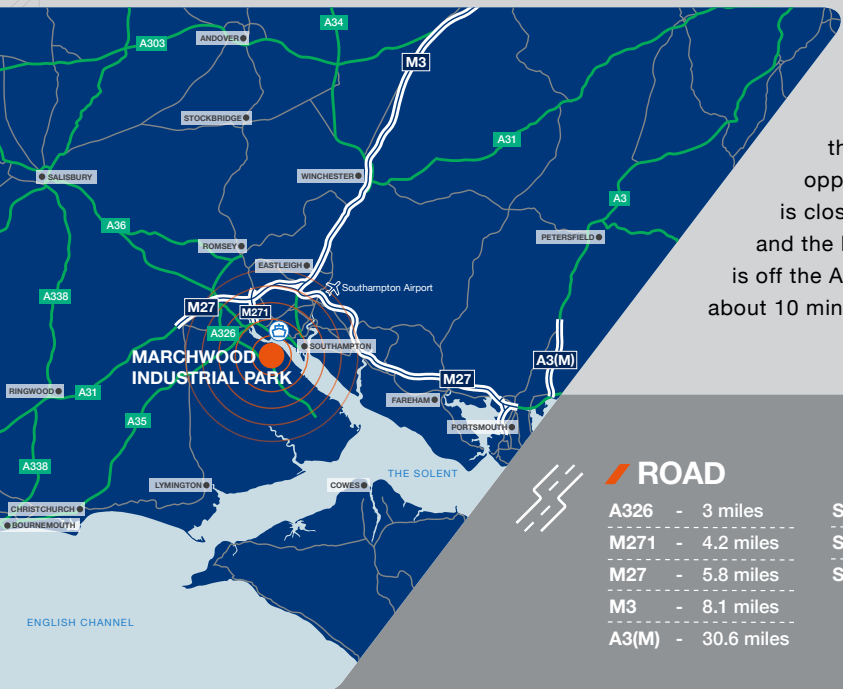 A34
ANDOVER
A303
M3
STOCKBRIDGE
A31
WINCHESTER
SALISBURY
A3
A36
PETERSFIELD
ROMSEY
EASTLEIGH
Southampton Airport
A338
M27
M271
A326
SOUTHAMPTON
MARCHWOOD
INDUSTRIAL PARK
A3(M)
M27
RINGWOOD
A31
FAREHAM
A35
PORTSMOUTH
A338
THE SOLENT
LYMINGTON
COWES
CHRISTCHURCH
BOURNEMOUTH
ENGLISH CHANNEL
th
opp
is clos
and the
is off the A
about 10 min
ROAD
A326 - 3 miles
M271 - 4.2 miles
M27 - 5.8 miles
M3 - 8.1 miles
A3(M) - 30.6 miles
S
S
S